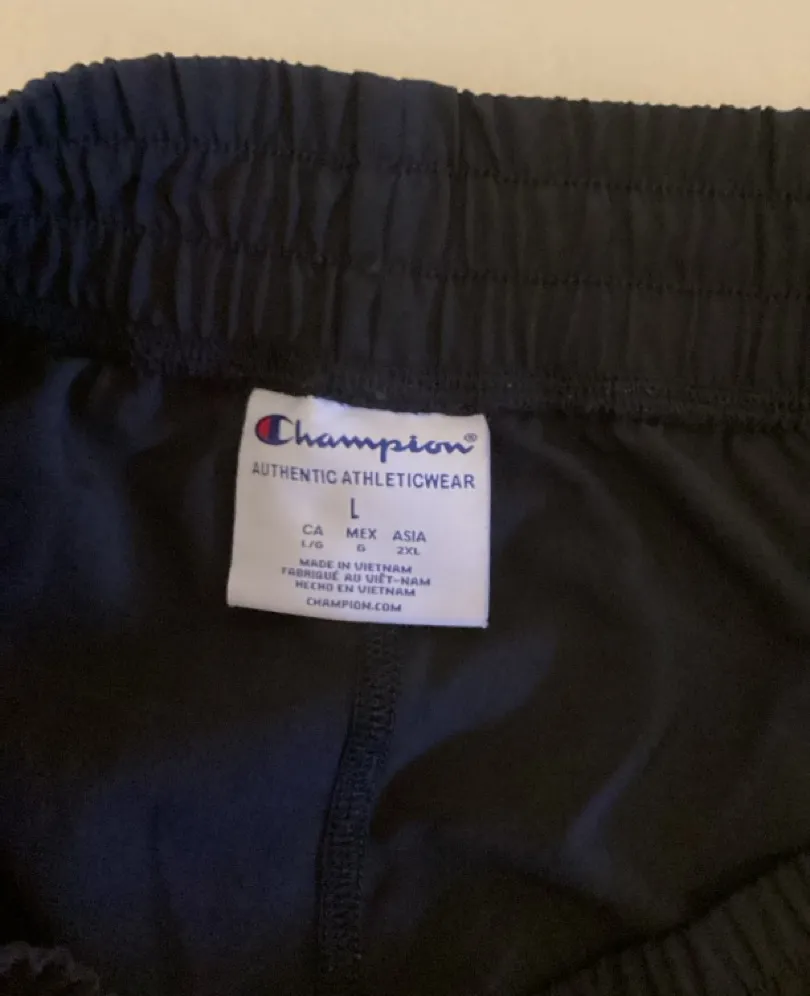 Champion®
AUTHENTIC ATHLETICWEAR
L
CA MEX ASIA
L/G G 2XL
MADE IN VIETNAM
FABRIQUÉ AU VIÊT-NAM
HECHO EN VIETNAM
CHAMPION.COM